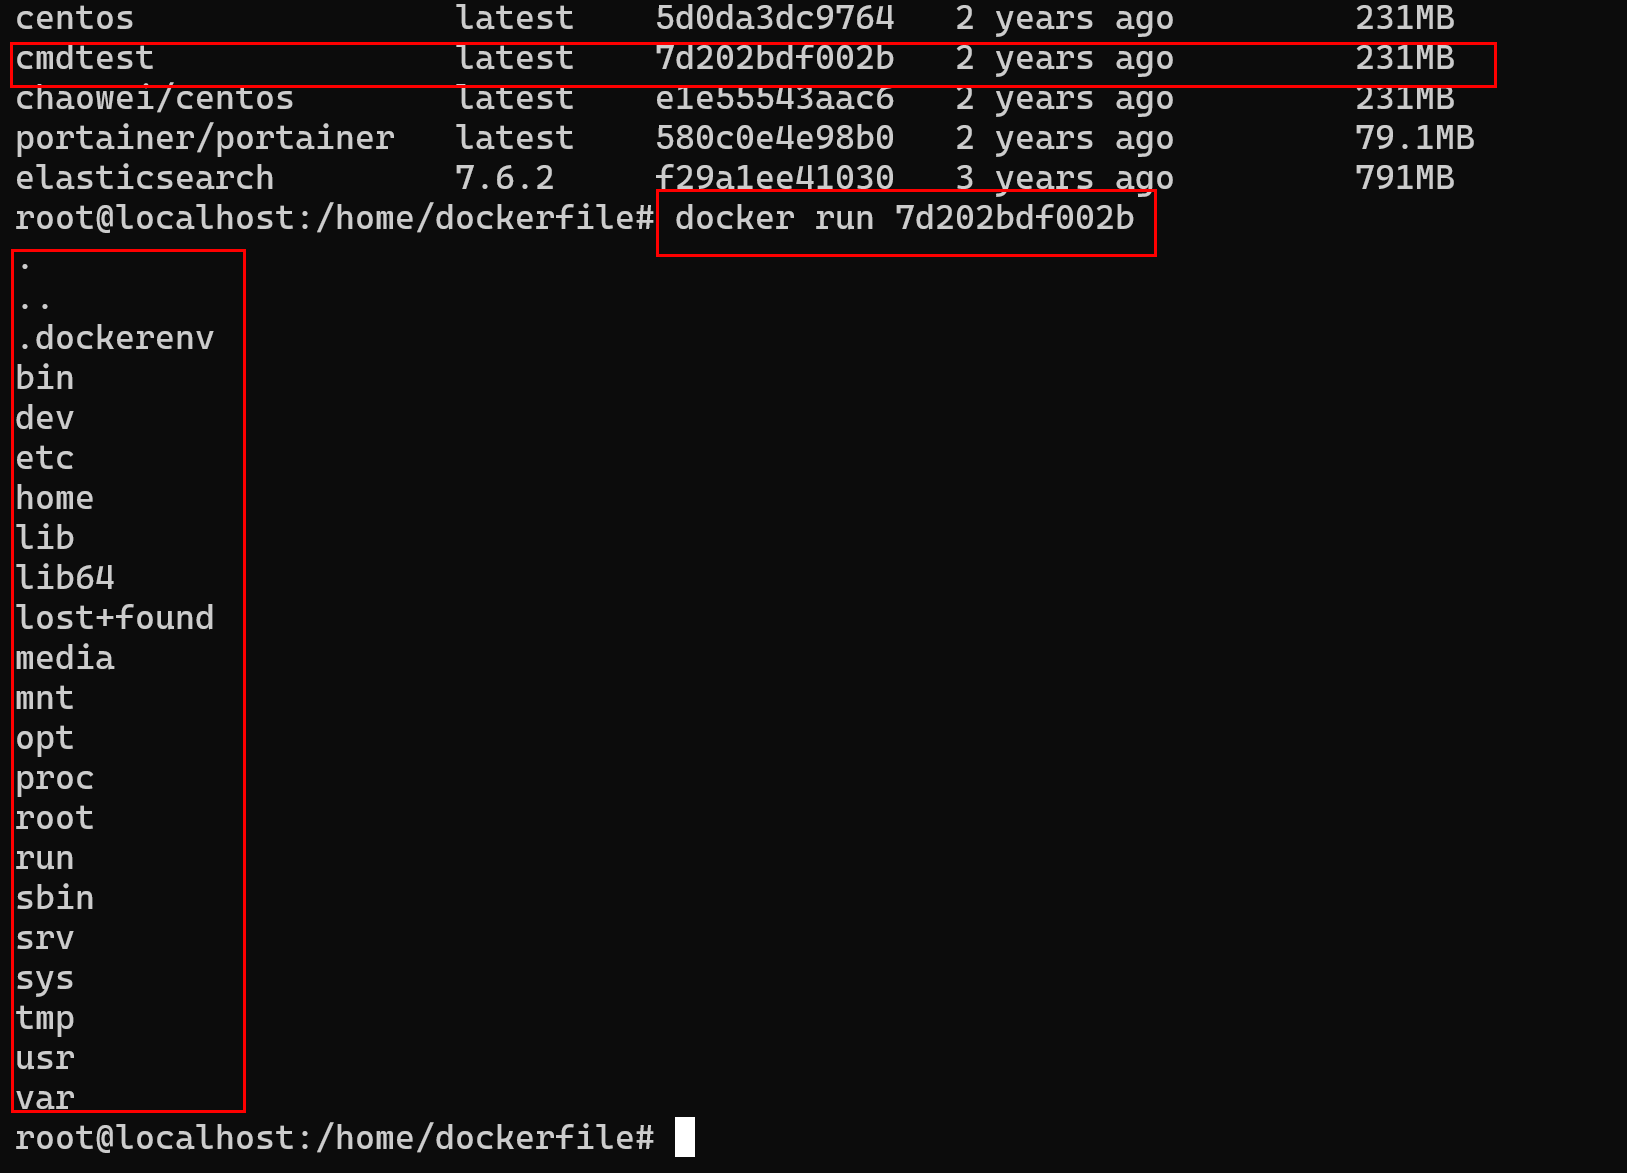 centos latest 5d0da3dc9764 2 years ago 231MB
cmdtest latest 7d202bdf002b 2 years ago 231MB
chaowei/centos latest e1e55543aac6 2 years ago 231MB
portainer/portainer latest 580c0e4e98b0 2 years ago 79.1MB
elasticsearch 7.6.2 f29a1ee41030 3 years ago 791MB
root@localhost:/home/dockerfile# docker run 7d202bdf002b
.
..
.dockerenv
bin
dev
etc
home
lib
lib64
lost+found
media
mnt
opt
proc
root
run
sbin
srv
sys
tmp
usr
var
root@localhost:/home/dockerfile#